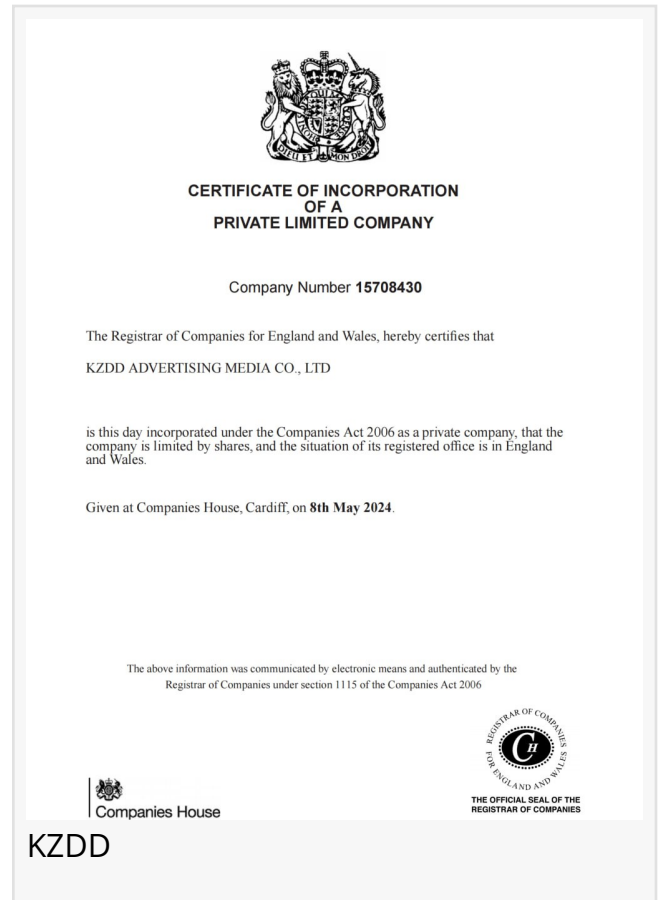 DIEU ET MON DROIT
CERTIFICATE OF INCORPORATION
OF A
PRIVATE LIMITED COMPANY
Company Number 15708430
The Registrar of Companies for England and Wales, hereby certifies that
KZDD ADVERTISING MEDIA CO., LTD
is this day incorporated under the Companies Act 2006 as a private company, that the
company is limited by shares, and the situation of its registered office is in England
and Wales.
Given at Companies House, Cardiff, on 8th May 2024.
The above information was communicated by electronic means and authenticated by the
Registrar of Companies under section 1115 of the Companies Act 2006
REGISTRAR OF COMPANIES
FOR ENGLAND AND WALES
CH
THE OFFICIAL SEAL OF THE
REGISTRAR OF COMPANIES
Companies House
KZDD